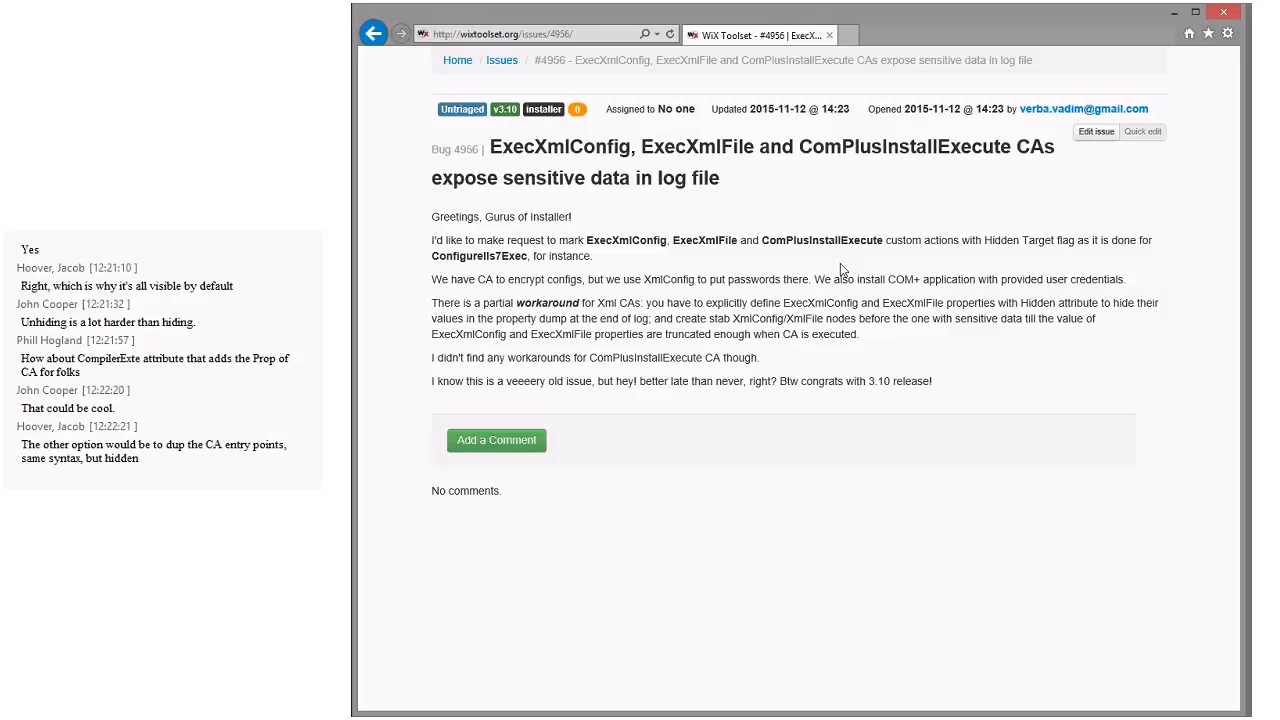 Yes
Hoover, Jacob [12:21:10 ]
Right, which is why it's all visible by default
John Cooper [12:21:32 ]
Unhiding is a lot harder than hiding.
Phill Hogland [12:21:57 ]
How about CompilerExte attribute that adds the Prop of
CA for folks
John Cooper [12:22:20 ]
That could be cool.
Hoover, Jacob [12:22:21 ]
The other option would be to dup the CA entry points,
same syntax, but hidden
http://wixtoolset.org/issues/4956/
WiX Toolset - #4956 | ExecX...
Home / Issues / #4956 - ExecXmlConfig, ExecXmlFile and ComPlusInstallExecute CAs expose sensitive data in log file
Untriaged v3.10 installer 0 Assigned to No one Updated 2015-11-12 @ 14:23 Opened 2015-11-12 @ 14:23 by verba.vadim@gmail.com
Edit issue Quick edit
Bug 4956 | ExecXmlConfig, ExecXmlFile and ComPlusInstallExecute CAs
expose sensitive data in log file
Greetings, Gurus of Installer!
I'd like to make request to mark ExecXmlConfig, ExecXmlFile and ComPlusInstallExecute custom actions with Hidden Target flag as it is done for
ConfigureIIs7Exec, for instance.
We have CA to encrypt configs, but we use XmlConfig to put passwords there. We also install COM+ application with provided user credentials.
There is a partial workaround for Xml CAs: you have to explicitly define ExecXmlConfig and ExecXmlFile properties with Hidden attribute to hide their
values in the property dump at the end of log; and create stab XmlConfig/XmlFile nodes before the one with sensitive data till the value of
ExecXmlConfig and ExecXmlFile properties are truncated enough when CA is executed.
I didn't find any workarounds for ComPlusInstallExecute CA though.
I know this is a veeeery old issue, but hey! better late than never, right? Btw congrats with 3.10 release!
Add a Comment
No comments.